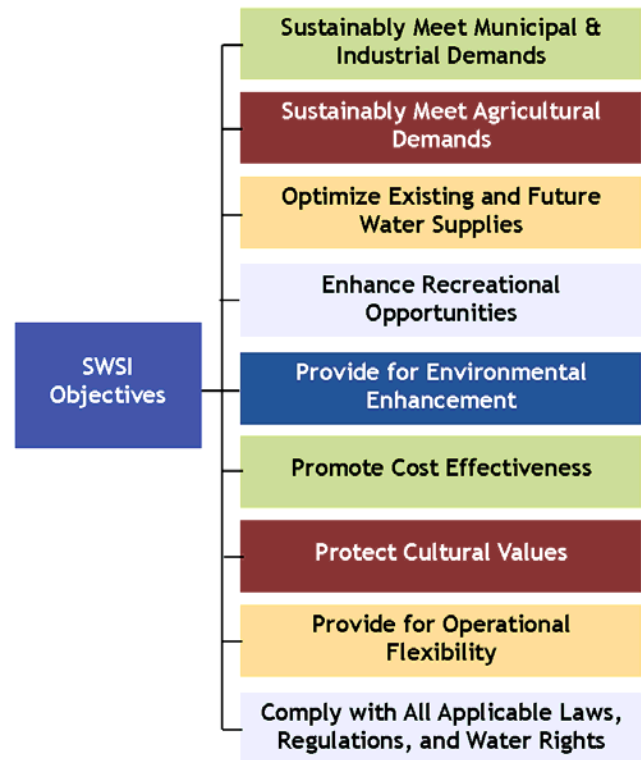 Sustainably Meet Municipal &
Industrial Demands
Sustainably Meet Agricultural
Demands
Optimize Existing and Future
Water Supplies
Enhance Recreational
Opportunities
SWSI
Objectives
Provide for Environmental
Enhancement
Promote Cost Effectiveness
Protect Cultural Values
Provide for Operational
Flexibility
Comply with All Applicable Laws,
Regulations, and Water Rights